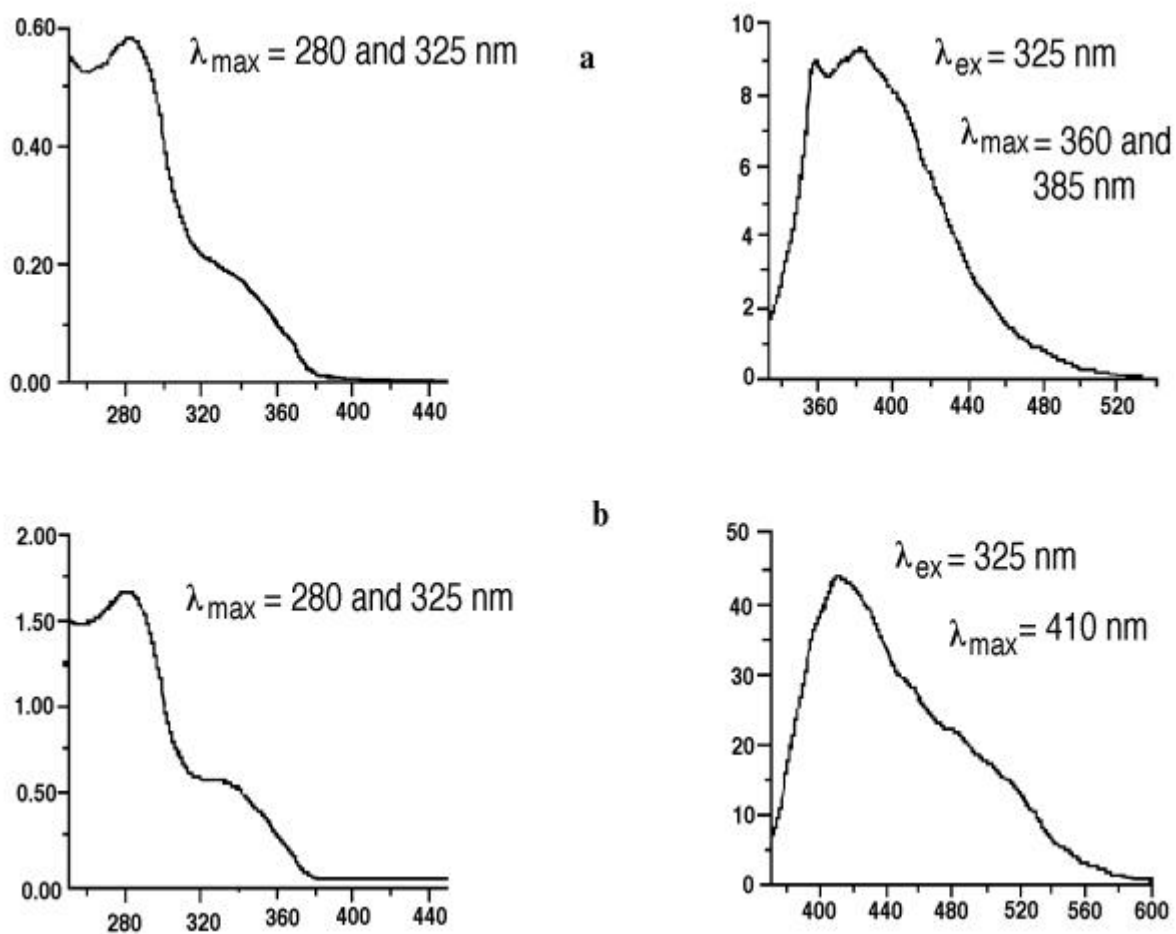 0.60
0.40
0.20
0.00
280 320 360 400 440
λmax = 280 and 325 nm
a
10
8
6
4
2
0
360 400 440 480 520
λex = 325 nm
λmax = 360 and
385 nm
b
2.00
1.50
1.00
0.50
0.00
280 320 360 400 440
λmax = 280 and 325 nm
50
40
30
20
10
0
400 440 480 520 560 600
λex = 325 nm
λmax = 410 nm